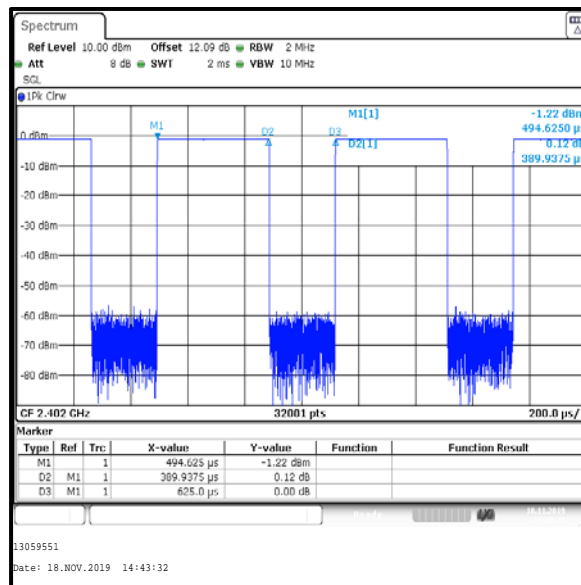 Spectrum
Ref Level 10.00 dBm Offset 12.09 dB RBW 2 MHz
Att 8 dB SWT 2 ms VBW 10 MHz
SGL
1Pk Clrw
M1[1] -1.22 dBm
494.6250 µs
D2[1] 0.12 dB
389.9375 µs
M1 D2 D3
0 dBm
-10 dBm
-20 dBm
-30 dBm
-40 dBm
-50 dBm
-60 dBm
-70 dBm
-80 dBm
CF 2.402 GHz 32001 pts 200.0 µs/
Marker
Type Ref Trc X-value Y-value Function Function Result
M1 1 494.625 µs -1.22 dBm
D2 M1 1 389.9375 µs 0.12 dB
D3 M1 1 625.0 µs 0.00 dB
13059551
Date: 18.NOV.2019 14:43:32